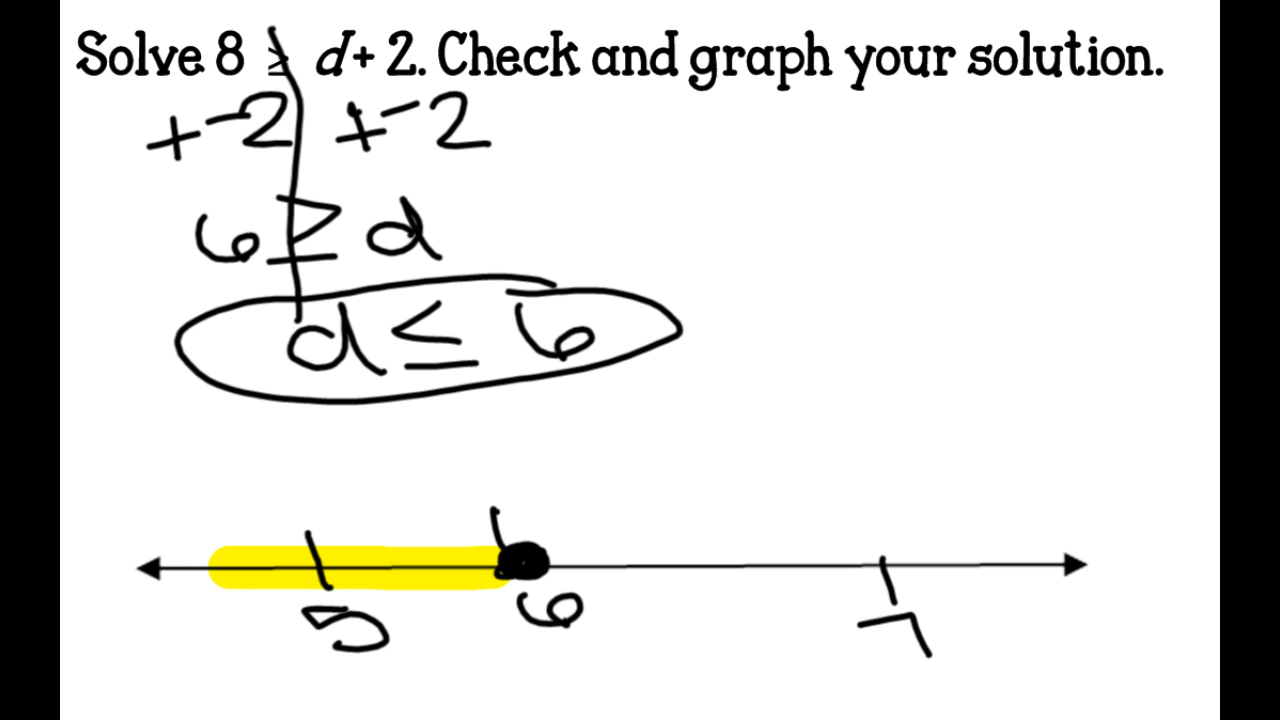 Solve 8 ≥ d + 2. Check and graph your solution.
+ -2 + -2
6 ≥ d
d ≤ 6
5 6 7